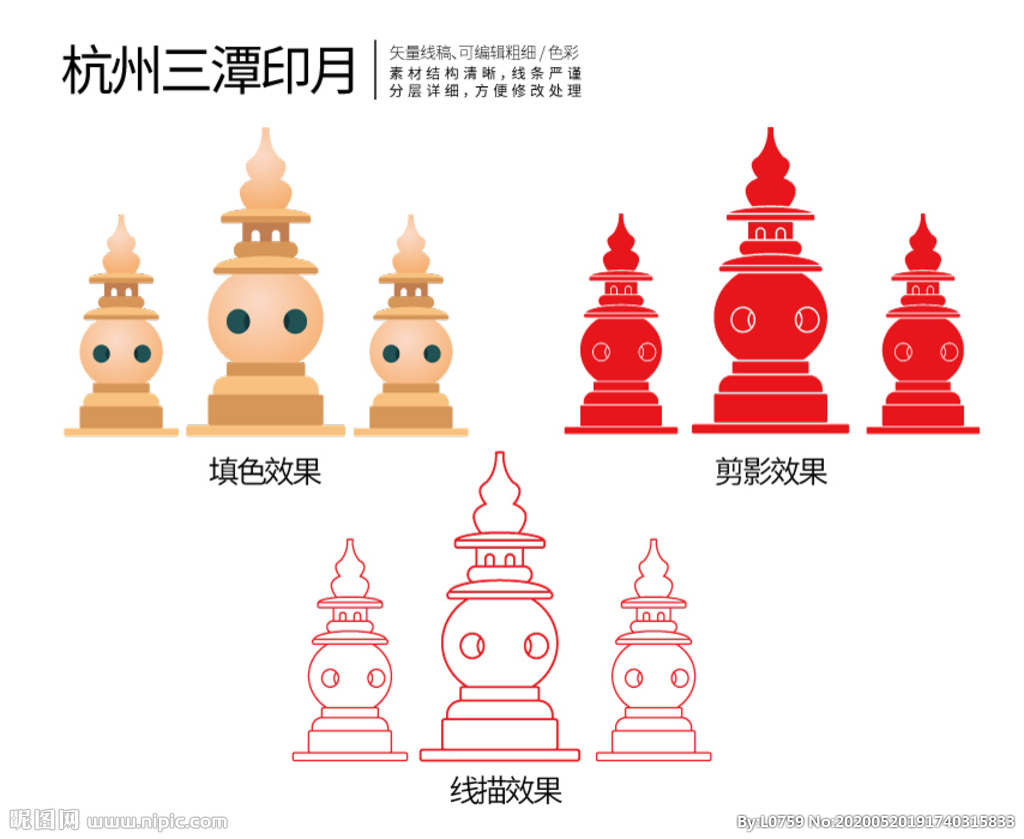 杭州三潭印月
矢量线稿、可编辑粗细 / 色彩
素材结构清晰，线条严谨
分层详细，方便修改处理
填色效果
剪影效果
线描效果
昵图网 www.nipic.com
By:L0759 No:20200520191740315833